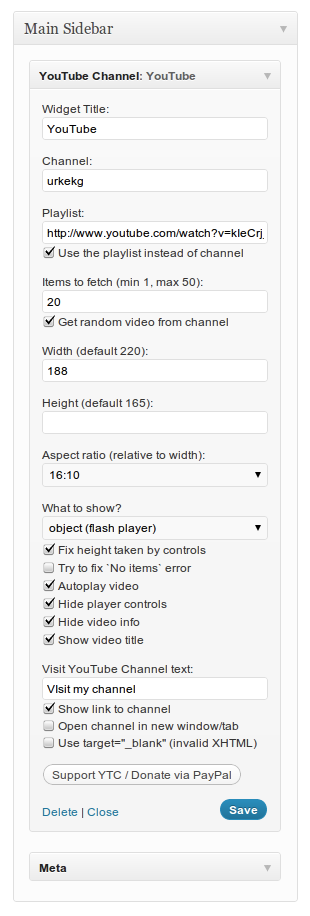 Main Sidebar
YouTube Channel: YouTube
Widget Title:
YouTube
Channel:
urkekg
Playlist:
http://www.youtube.com/watch?v=kleCrj
Use the playlist instead of channel
Items to fetch (min 1, max 50):
20
Get random video from channel
Width (default 220):
188
Height (default 165):
Aspect ratio (relative to width):
16:10
What to show?
object (flash player)
Fix height taken by controls
Try to fix `No items` error
Autoplay video
Hide player controls
Hide video info
Show video title
Visit YouTube Channel text:
VIsit my channel
Show link to channel
Open channel in new window/tab
Use target="_blank" (invalid XHTML)
Support YTC / Donate via PayPal
Delete | Close
Save
Meta